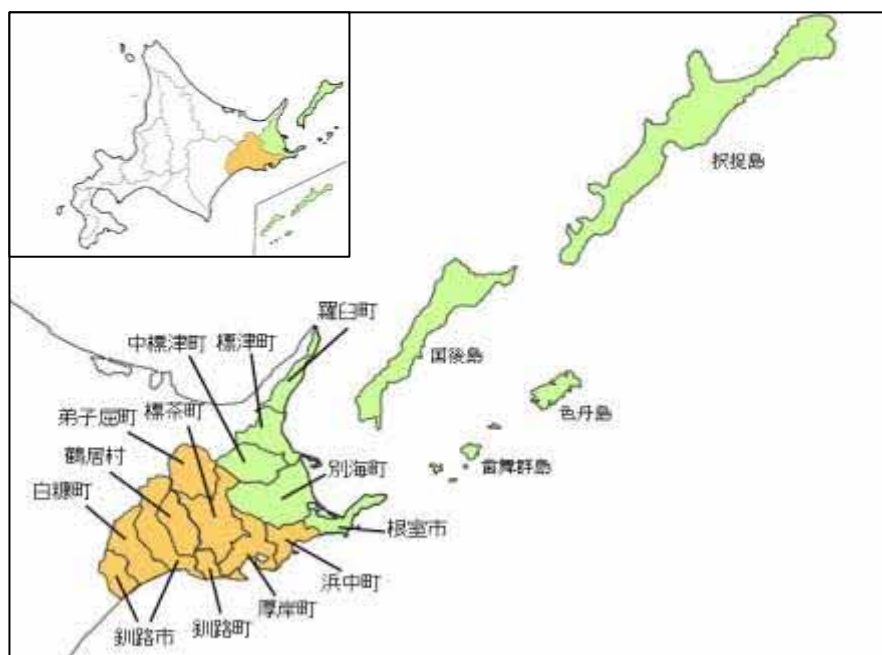 択捉島
羅臼町
中標津町 標津町
国後島
弟子屈町 標茶町
色丹島
鶴居村
歯舞群島
別海町
白糠町
根室市
浜中町
厚岸町
釧路町
釧路市